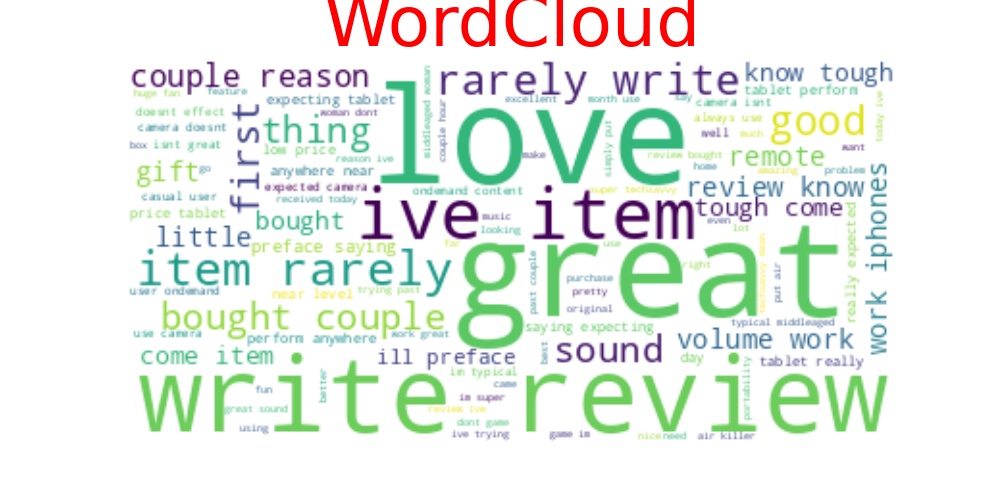 WordCloud
couple reason
rarely write
know tough
huge fan
feature
expecting tablet
middleaged woman
couple hour
excellent
month use
say
camera isnt
tablet perform
doesnt effect
woman dont
first
thing
love
simply put
always use
good
today ive
camera doesnt
low price
well
much
want
box isnt great
reason ive
make
review bought
remote
gift
go
anywhere near
home
amazing
problem
casual user
expected camera
received today
ondemand content
super techsavvy
review know
price tablet
bought
ive item
music
tough come
even
lot
work iphones
little
preface saying
looking
far
use
really expected
item rarely
great
past couple
right
techsavvy mean
put air
user ondemand
near level
trying past
purchase
pretty
original
bought couple
saying expecting
typical middleaged
use camera
perform anywhere
work great
best
sound
volume work
come item
ill preface
day
tablet really
im typical
write review
fun
better
came
im super
portability
great sound
review ive
using
dont game
ive trying
game im
nice
need
air killer